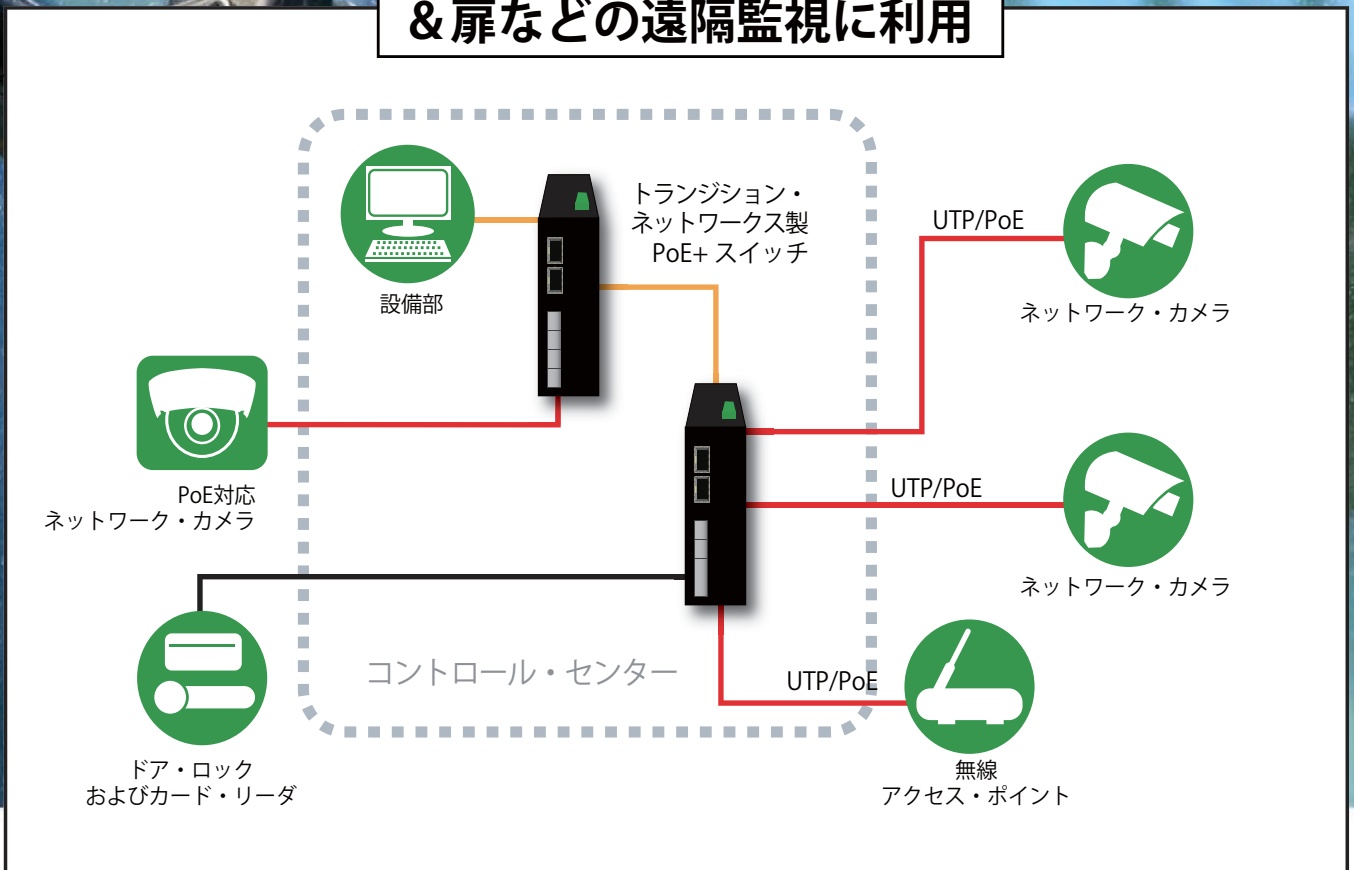 &扉などの遠隔監視に利用
トランジション・
ネットワークス製
PoE+ スイッチ
UTP/PoE
設備部
ネットワーク・カメラ
PoE対応
ネットワーク・カメラ
UTP/PoE
ネットワーク・カメラ
コントロール・センター
UTP/PoE
ドア・ロック
およびカード・リーダ
無線
アクセス・ポイント